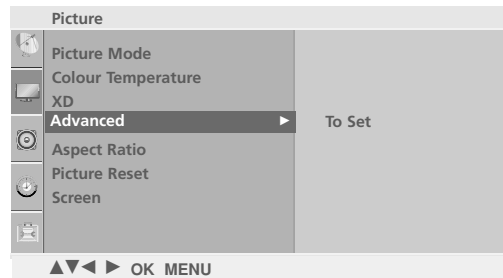 Picture
Picture Mode
Colour Temperature
XD
Advanced ► To Set
Aspect Ratio
Picture Reset
Screen
▲▼◄ ► OK MENU